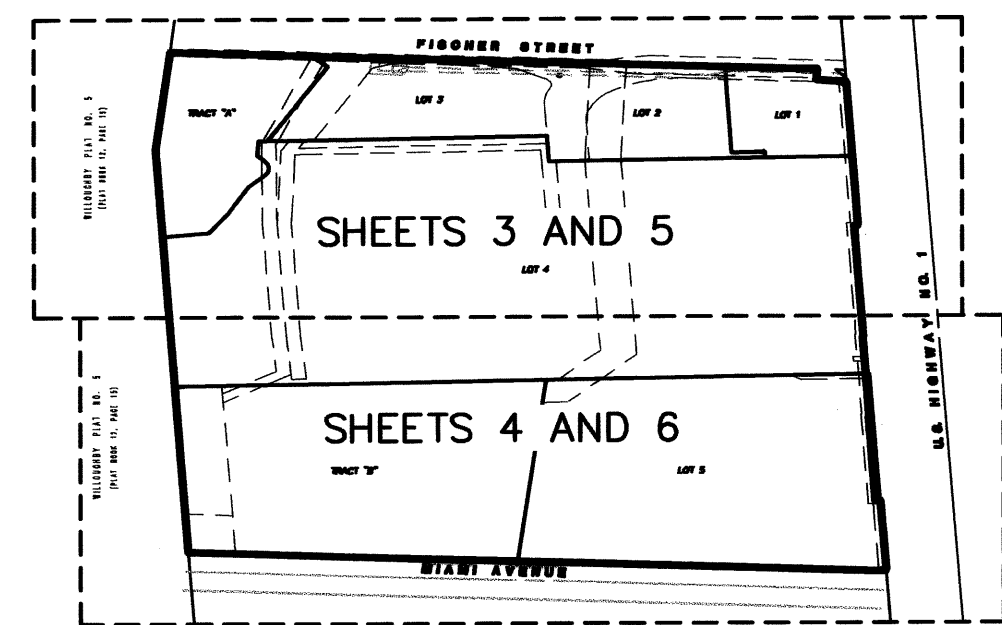 FISCHER STREET
WILLOUGHBY PLAT NO. 5
(PLAT BOOK 12, PAGE 15)
TRACT "A"
LOT 3
LOT 2
LOT 1
SHEETS 3 AND 5
LOT 4
U.S. HIGHWAY NO. 1
WILLOUGHBY PLAT NO. 5
(PLAT BOOK 12, PAGE 15)
SHEETS 4 AND 6
TRACT "B"
LOT 5
MIAMI AVENUE